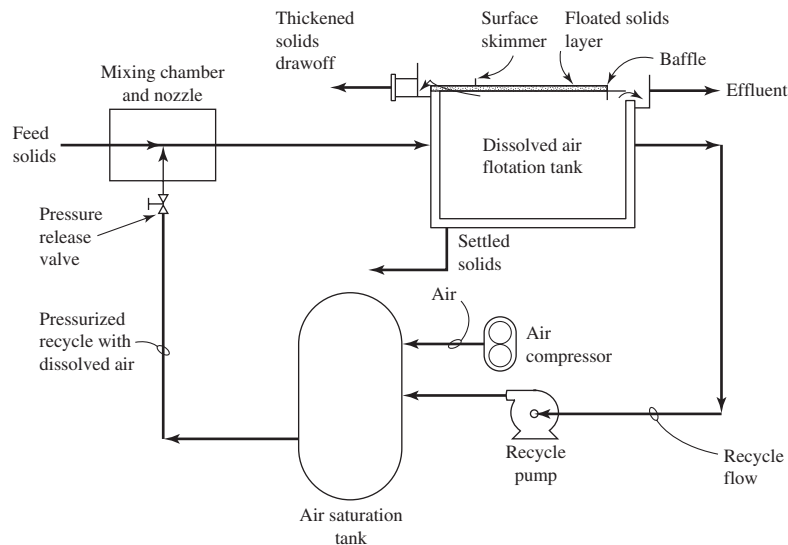 Thickened
solids
drawoff
Surface
skimmer
Floated solids
layer
Baffle
Effluent
Mixing chamber
and nozzle
Feed
solids
Dissolved air
flotation tank
Pressure
release
valve
Settled
solids
Air
Air
compressor
Pressurized
recycle with
dissolved air
Recycle
pump
Recycle
flow
Air saturation
tank